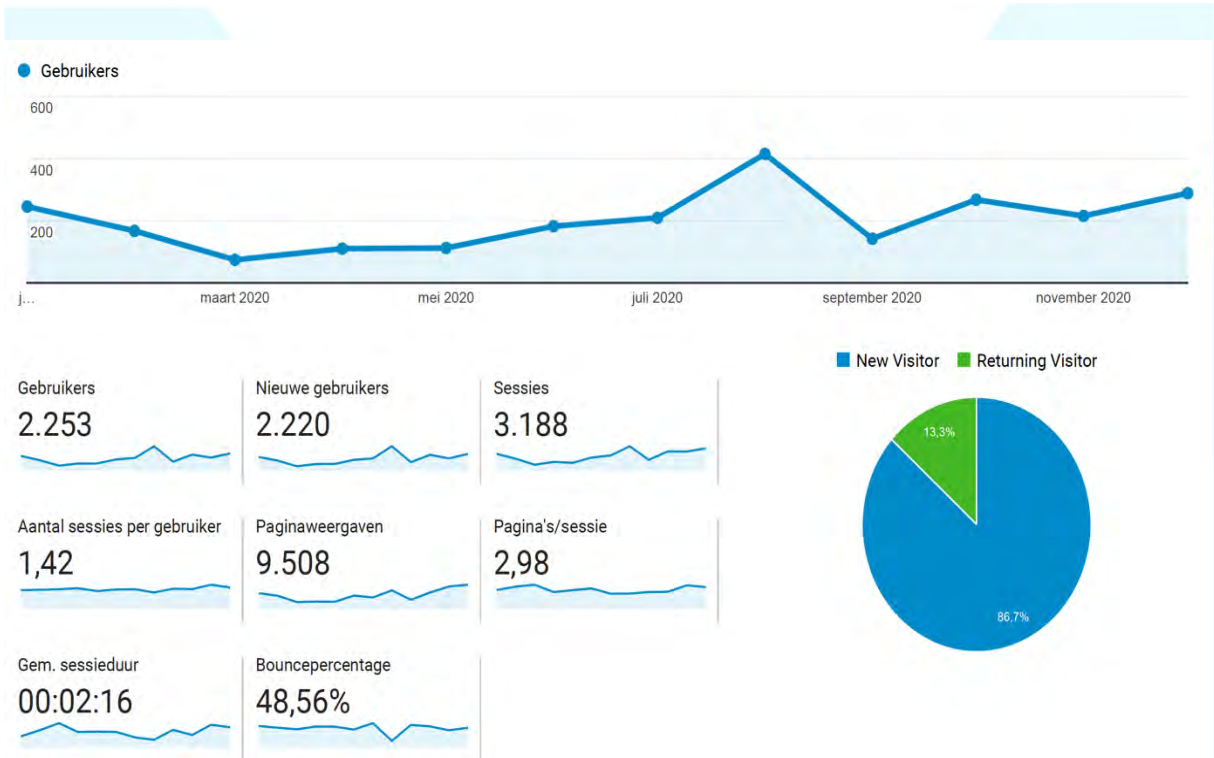 Gebruikers
600
400
200
j...
maart 2020
mei 2020
juli 2020
september 2020
november 2020
New Visitor
Returning Visitor
13,3%
86,7%
Gebruikers
2.253
Nieuwe gebruikers
2.220
Sessies
3.188
Aantal sessies per gebruiker
1,42
Paginaweergaven
9.508
Pagina's/sessie
2,98
Gem. sessieduur
00:02:16
Bouncepercentage
48,56%